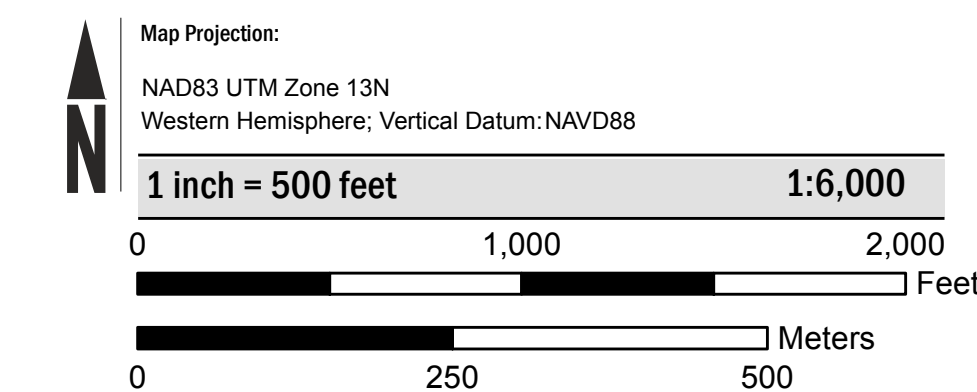 Map Projection:
NAD83 UTM Zone 13N
Western Hemisphere; Vertical Datum: NAVD88
N
1 inch = 500 feet 1:6,000
0 1,000 2,000
Feet
Meters
0 250 500